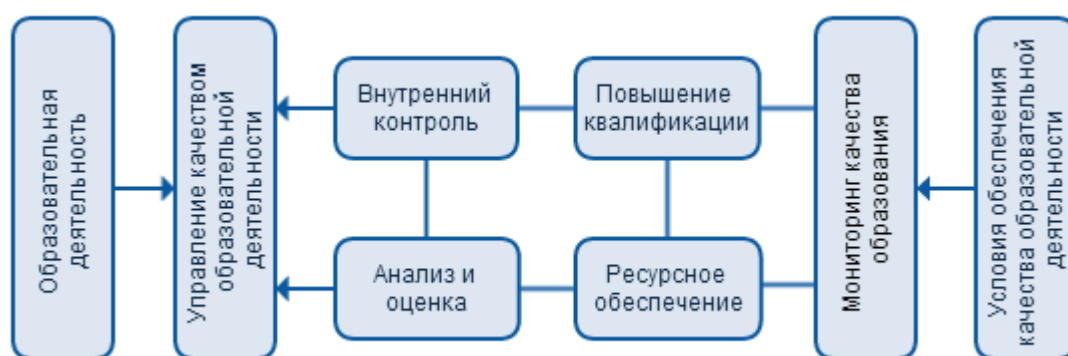 Образовательная
деятельность
Управление качеством
образовательной
деятельности
Внутренний
контроль
Повышение
квалификации
Анализ и
оценка
Ресурсное
обеспечение
Мониторинг качества
образования
Условия обеспечения
качества образовательной
деятельности